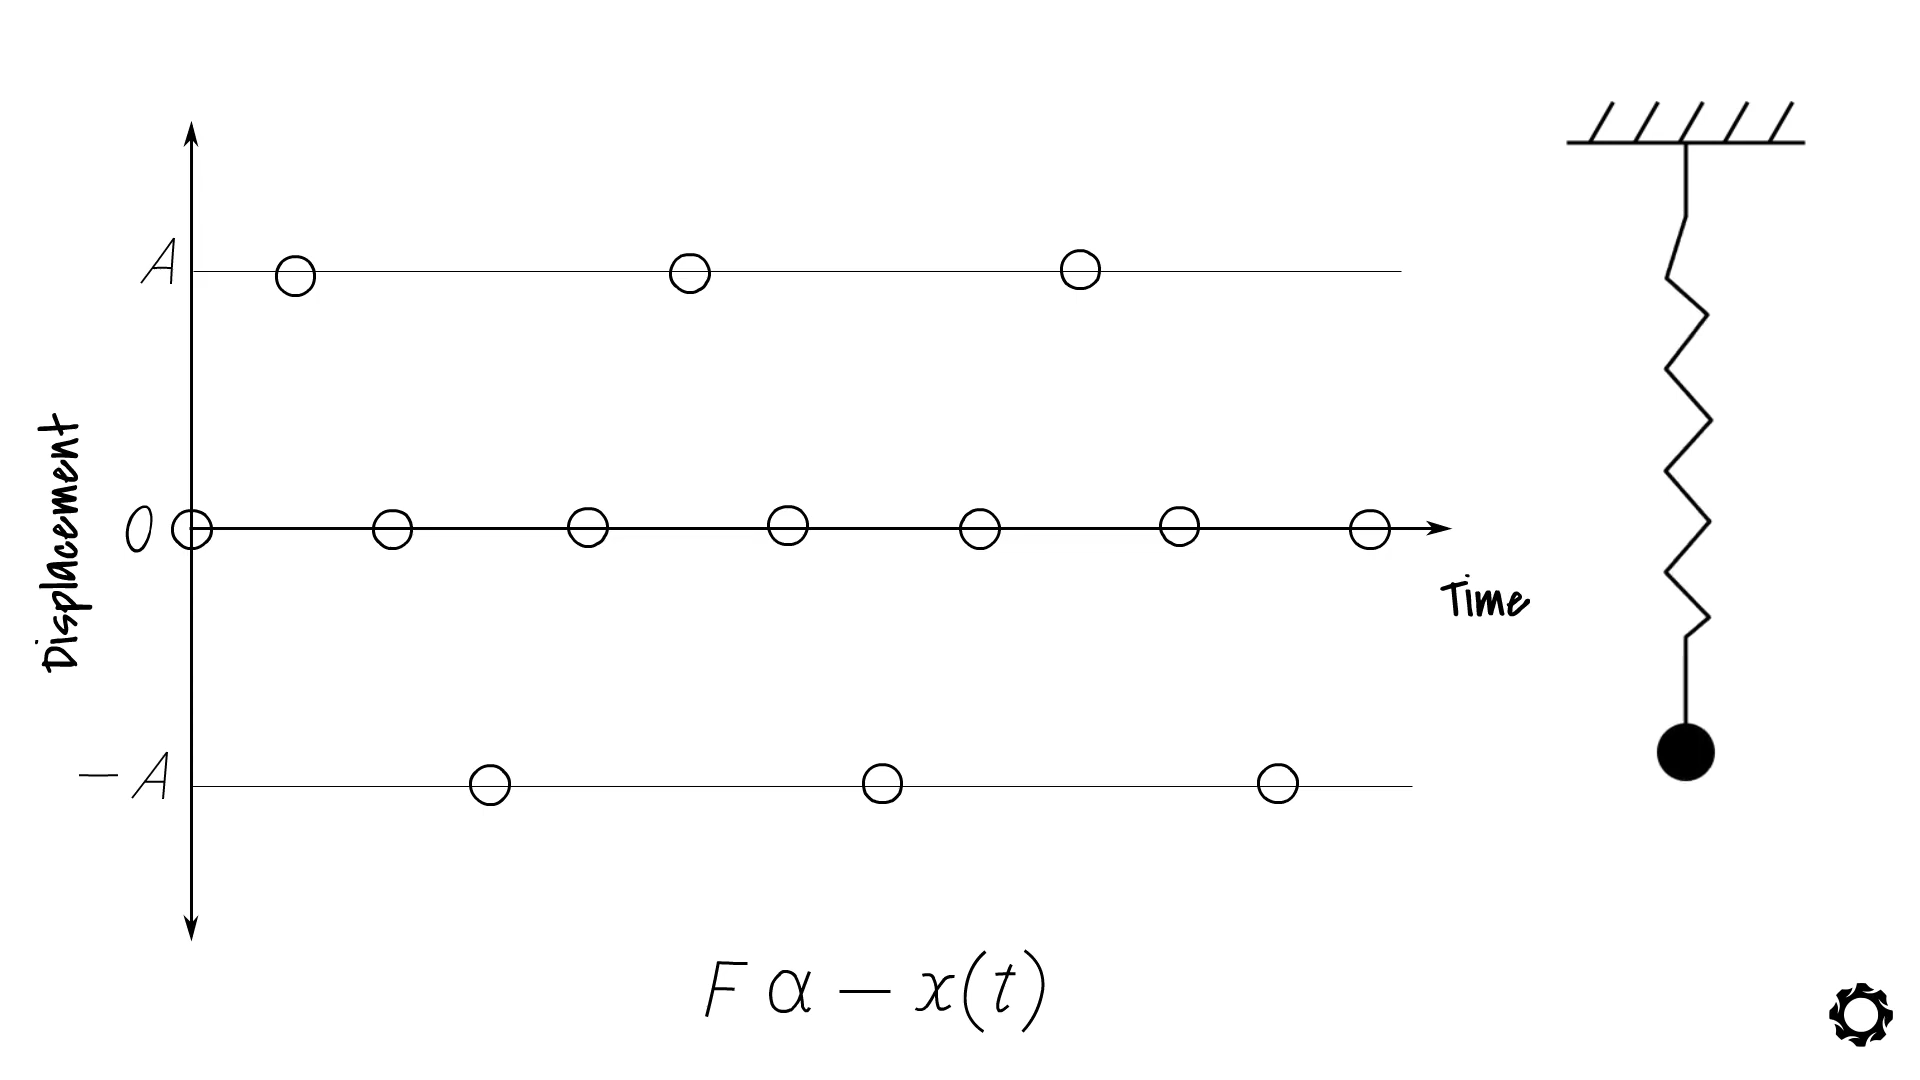 A
0
Displacement
Time
− A
F α − x(t)